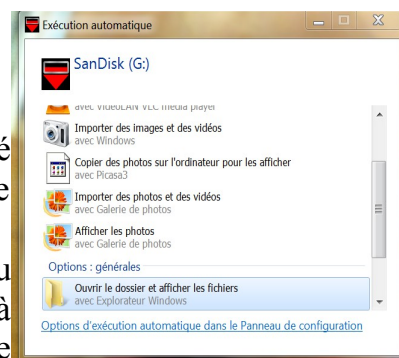 Exécution automatique
SanDisk (G:)
avec VideoLAN VLC media player
Importer des images et des vidéos
avec Windows
Copier des photos sur l'ordinateur pour les afficher
avec Picasa3
Importer des photos et des vidéos
avec Galerie de photos
Afficher les photos
avec Galerie de photos
Options : générales
Ouvrir le dossier et afficher les fichiers
avec Explorateur Windows
Options d'exécution automatique dans le Panneau de configuration